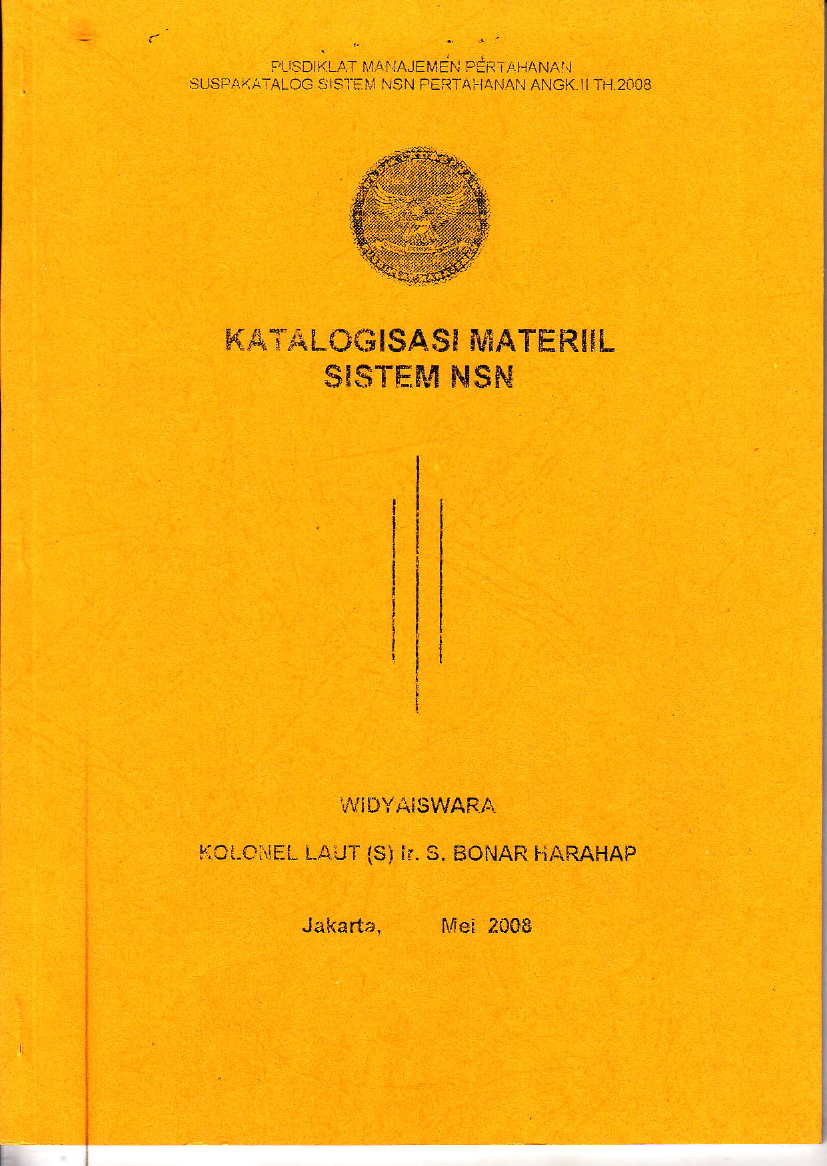 PUSDIKLAT MANAJEMEN PERTAHANAN
SUSPAKATALOG SISTEM NSN PERTAHANAN ANGK.II TH.2008
KATALOGISASI MATERIIL
SISTEM NSN
WIDYAISWARA
KOLONEL LAUT (S) Ir. S. BONAR HARAHAP
Jakarta, Mei 2008